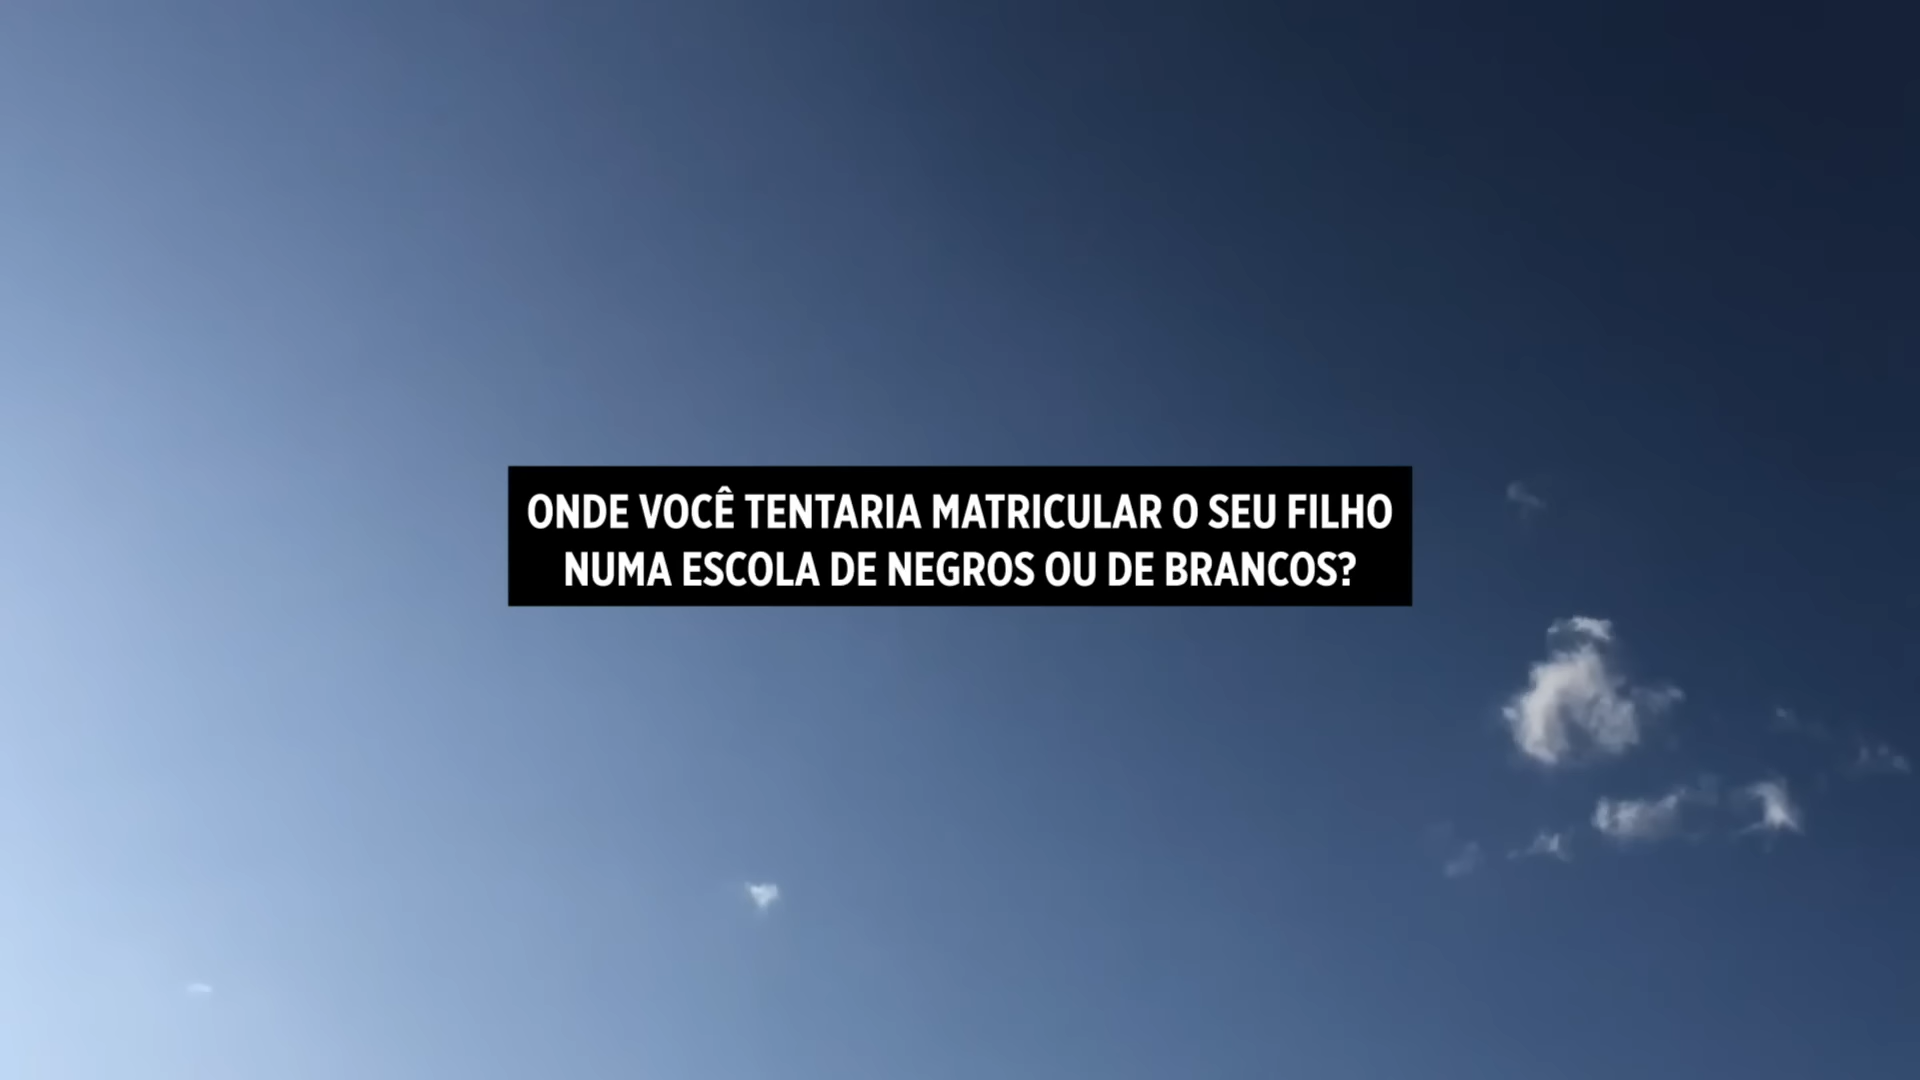 ONDE VOCÊ TENTARIA MATRICULAR O SEU FILHO
NUMA ESCOLA DE NEGROS OU DE BRANCOS?